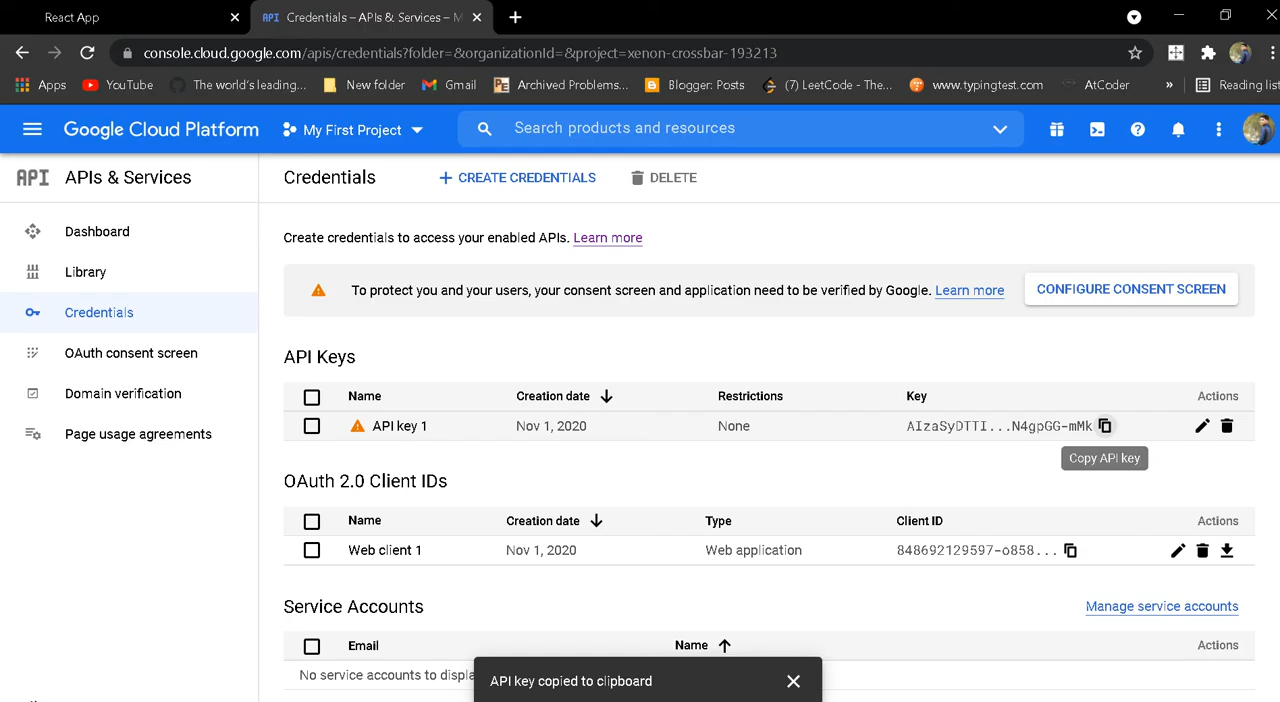 React App
API Credentials – APIs & Services – M
console.cloud.google.com/apis/credentials?folder=&organizationId=&project=xenon-crossbar-193213
Apps YouTube The world's leading... New folder Gmail Archived Problems... Blogger: Posts (7) LeetCode - The... www.typingtest.com AtCoder » Reading list
Google Cloud Platform My First Project Search products and resources
API APIs & Services
Credentials + CREATE CREDENTIALS DELETE
Dashboard
Library
Credentials
OAuth consent screen
Domain verification
Page usage agreements
Create credentials to access your enabled APIs. Learn more
To protect you and your users, your consent screen and application need to be verified by Google. Learn more CONFIGURE CONSENT SCREEN
API Keys
Name Creation date Restrictions Key Actions
API key 1 Nov 1, 2020 None AIzaSyDTTI...N4gpGG-mMk
Copy API key
OAuth 2.0 Client IDs
Name Creation date Type Client ID Actions
Web client 1 Nov 1, 2020 Web application 848692129597-o858...
Service Accounts Manage service accounts
Email Name Actions
No service accounts to displa
API key copied to clipboard